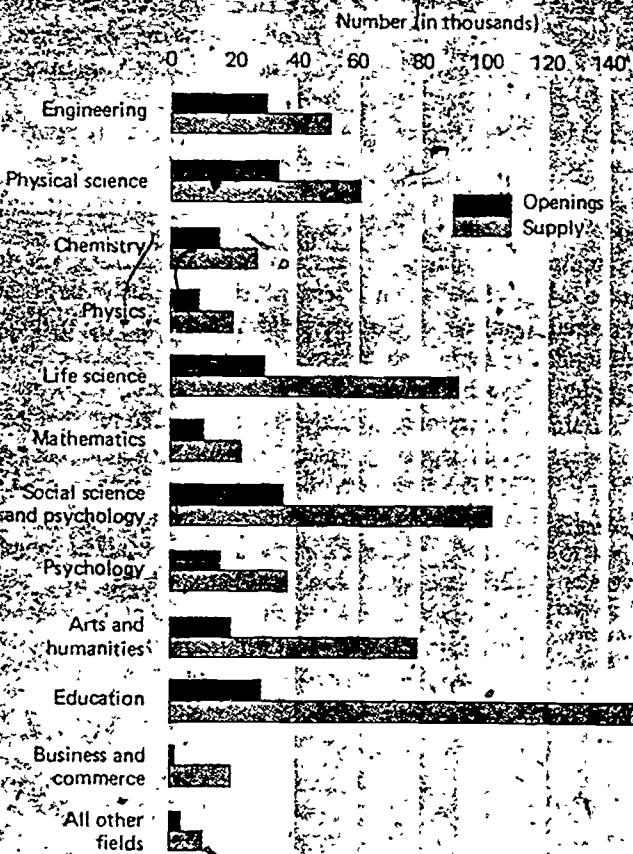 Number (in thousands)
0 20 40 60 80 100 120 140
Engineering
Physical science
Openings
Supply
Chemistry
Physics
Life science
Mathematics
Social science
and psychology
Psychology
Arts and
humanities
Education
Business and
commerce
All other
fields